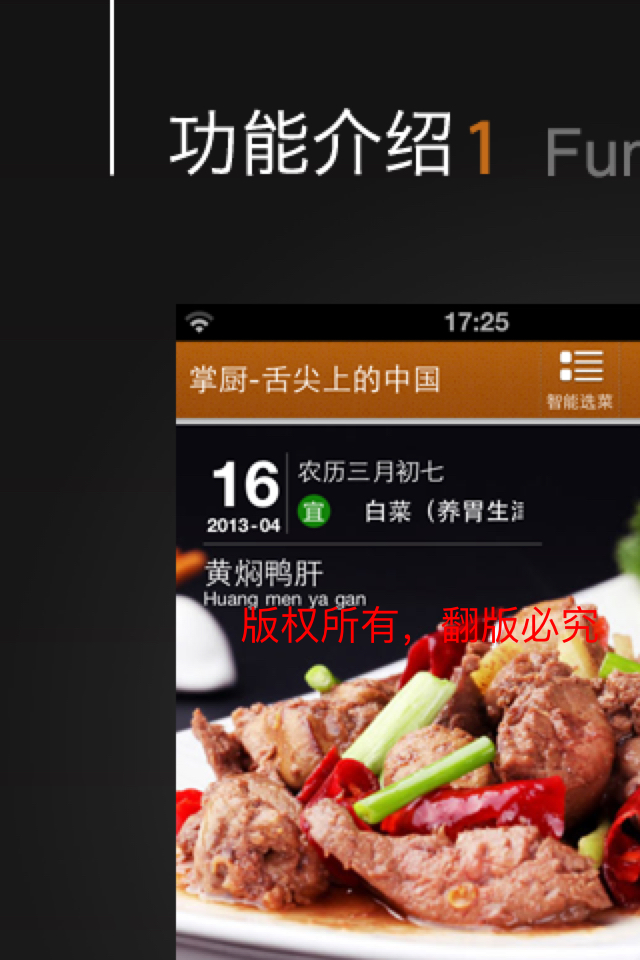 功能介绍1 Fun
17:25
掌厨-舌尖上的中国
智能选菜
16
2013-04
农历三月初七
宜 白菜（养胃生
黄焖鸭肝
Huang men ya gan
版权所有，翻版必究